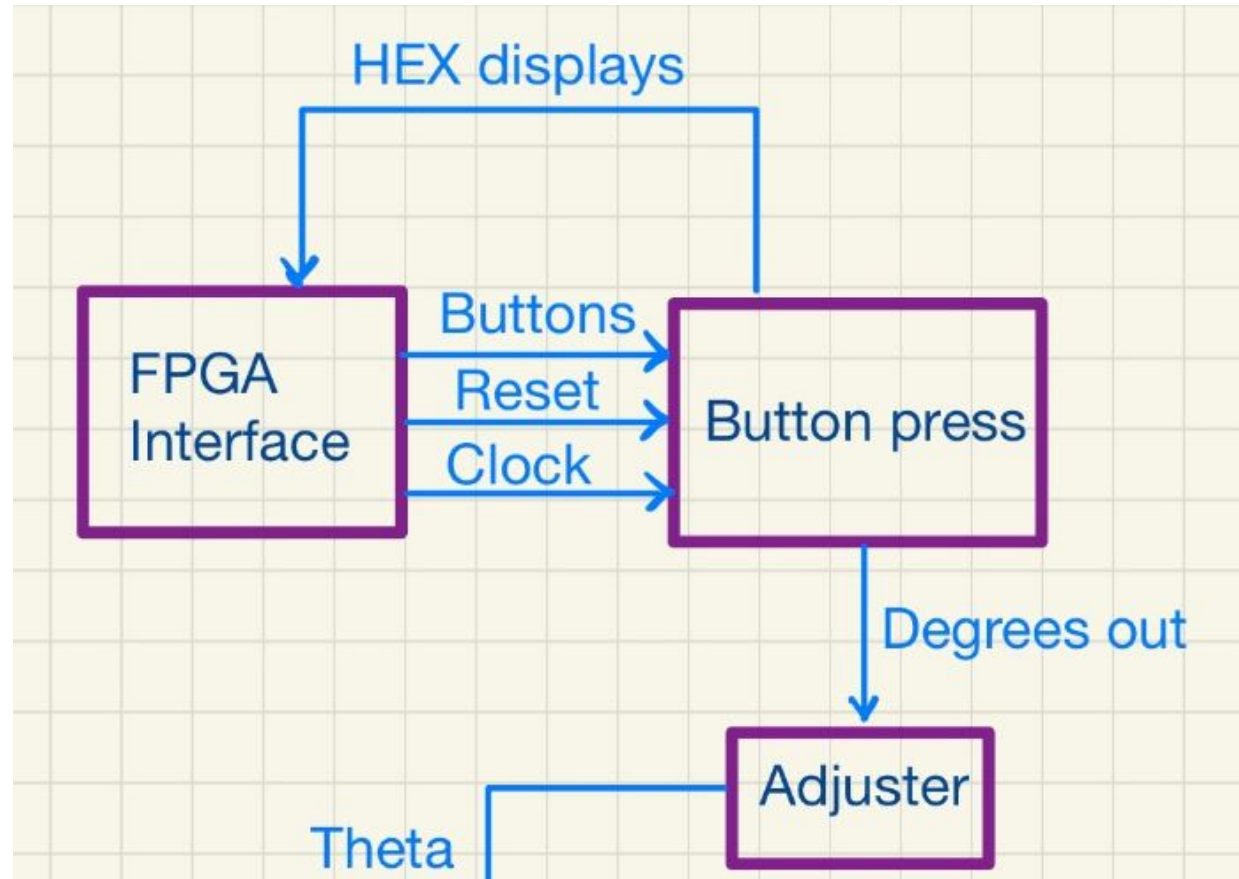 HEX displays
Buttons
FPGA
Interface
Reset
Clock
Button press
Degrees out
Adjuster
Theta